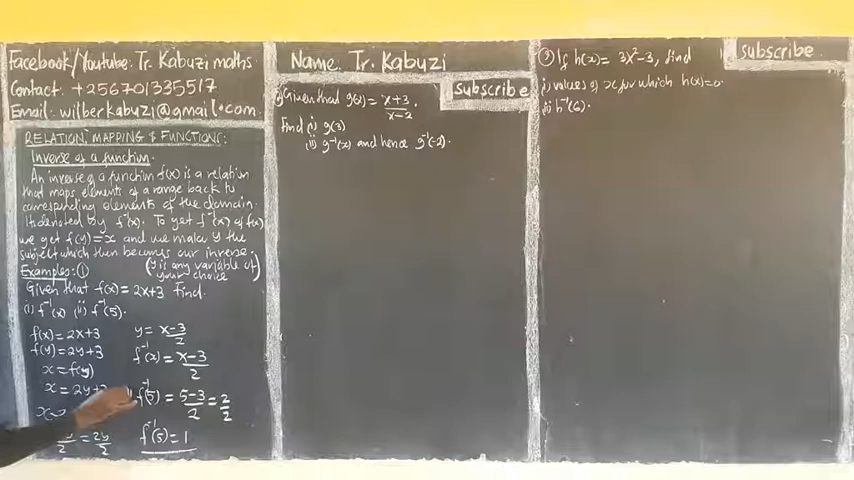 Facebook/Youtube: Tr. Kabuzi maths
Contact: +256701335517
Email: wilberkabuzi@gmail.com
RELATION, MAPPING & FUNCTIONS:
Inverse of a function.
An inverse of a function f(x) is a relation
that maps elements of a range back to
corresponding elements of the domain.
It's denoted by f⁻¹(x). To get f⁻¹(x) of f(x)
we get f(y)=x and we make y the
subject which then becomes our inverse.
(y is any variable of
your choice)
Examples: ①
Given that f(x)=2x+3 Find.
(i) f⁻¹(x) (ii) f⁻¹(5).
f(x)=2x+3
f(y)=2y+3
x=f(y)
x=2y+3
= 2y/2
y = x-3/2
f⁻¹(x) = x-3/2
f⁻¹(5) = 5-3/2 = 2/2
f⁻¹(5) = 1
Name: Tr. Kabuzi
Subscribe
Given that g(x) = x+3/x-2.
Find (i) g(3)
(ii) g⁻¹(x) and hence g⁻¹(-2).
subscribe
③ If h(x) = 3x²-3, find
(i) values of x for which h(x)=0.
(ii) h⁻¹(6).